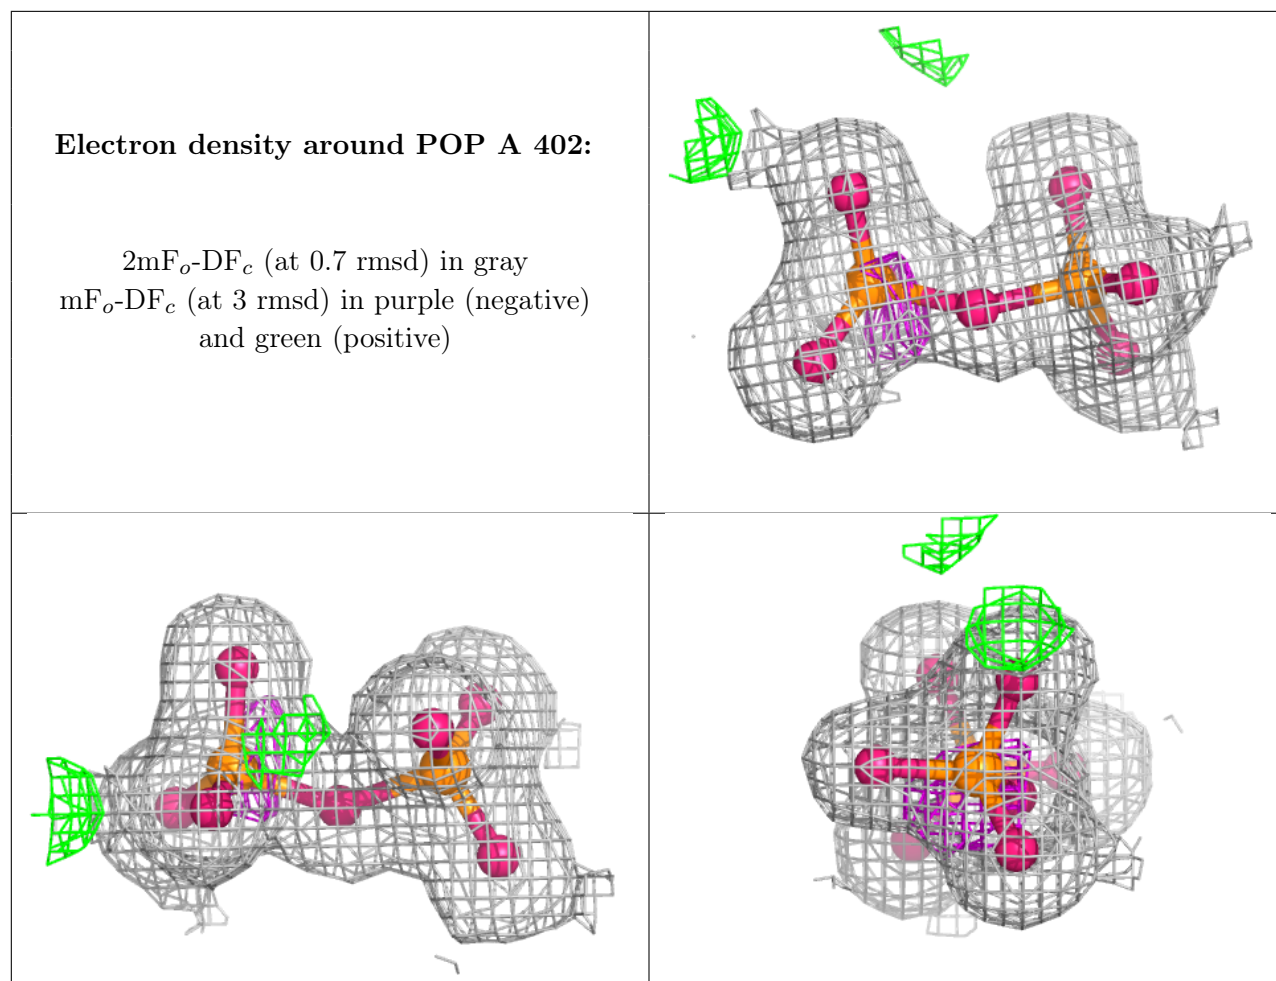 Electron density around POP A 402:
2mFo-DFc (at 0.7 rmsd) in gray
mFo-DFc (at 3 rmsd) in purple (negative)
and green (positive)